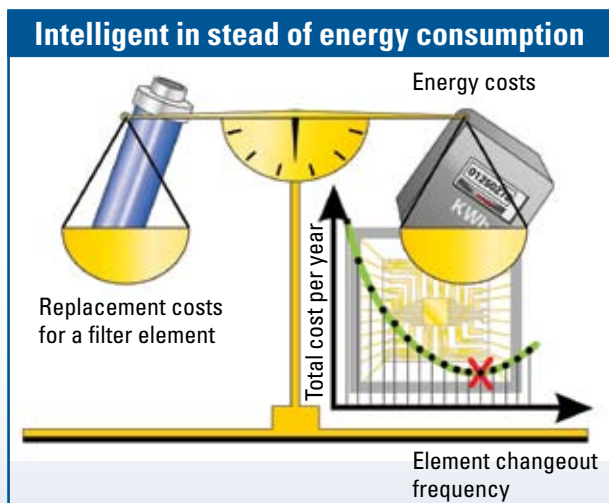 Intelligent in stead of energy consumption
Energy costs
KWh
Replacement costs
for a filter element
Total cost per year
Element changeout
frequency